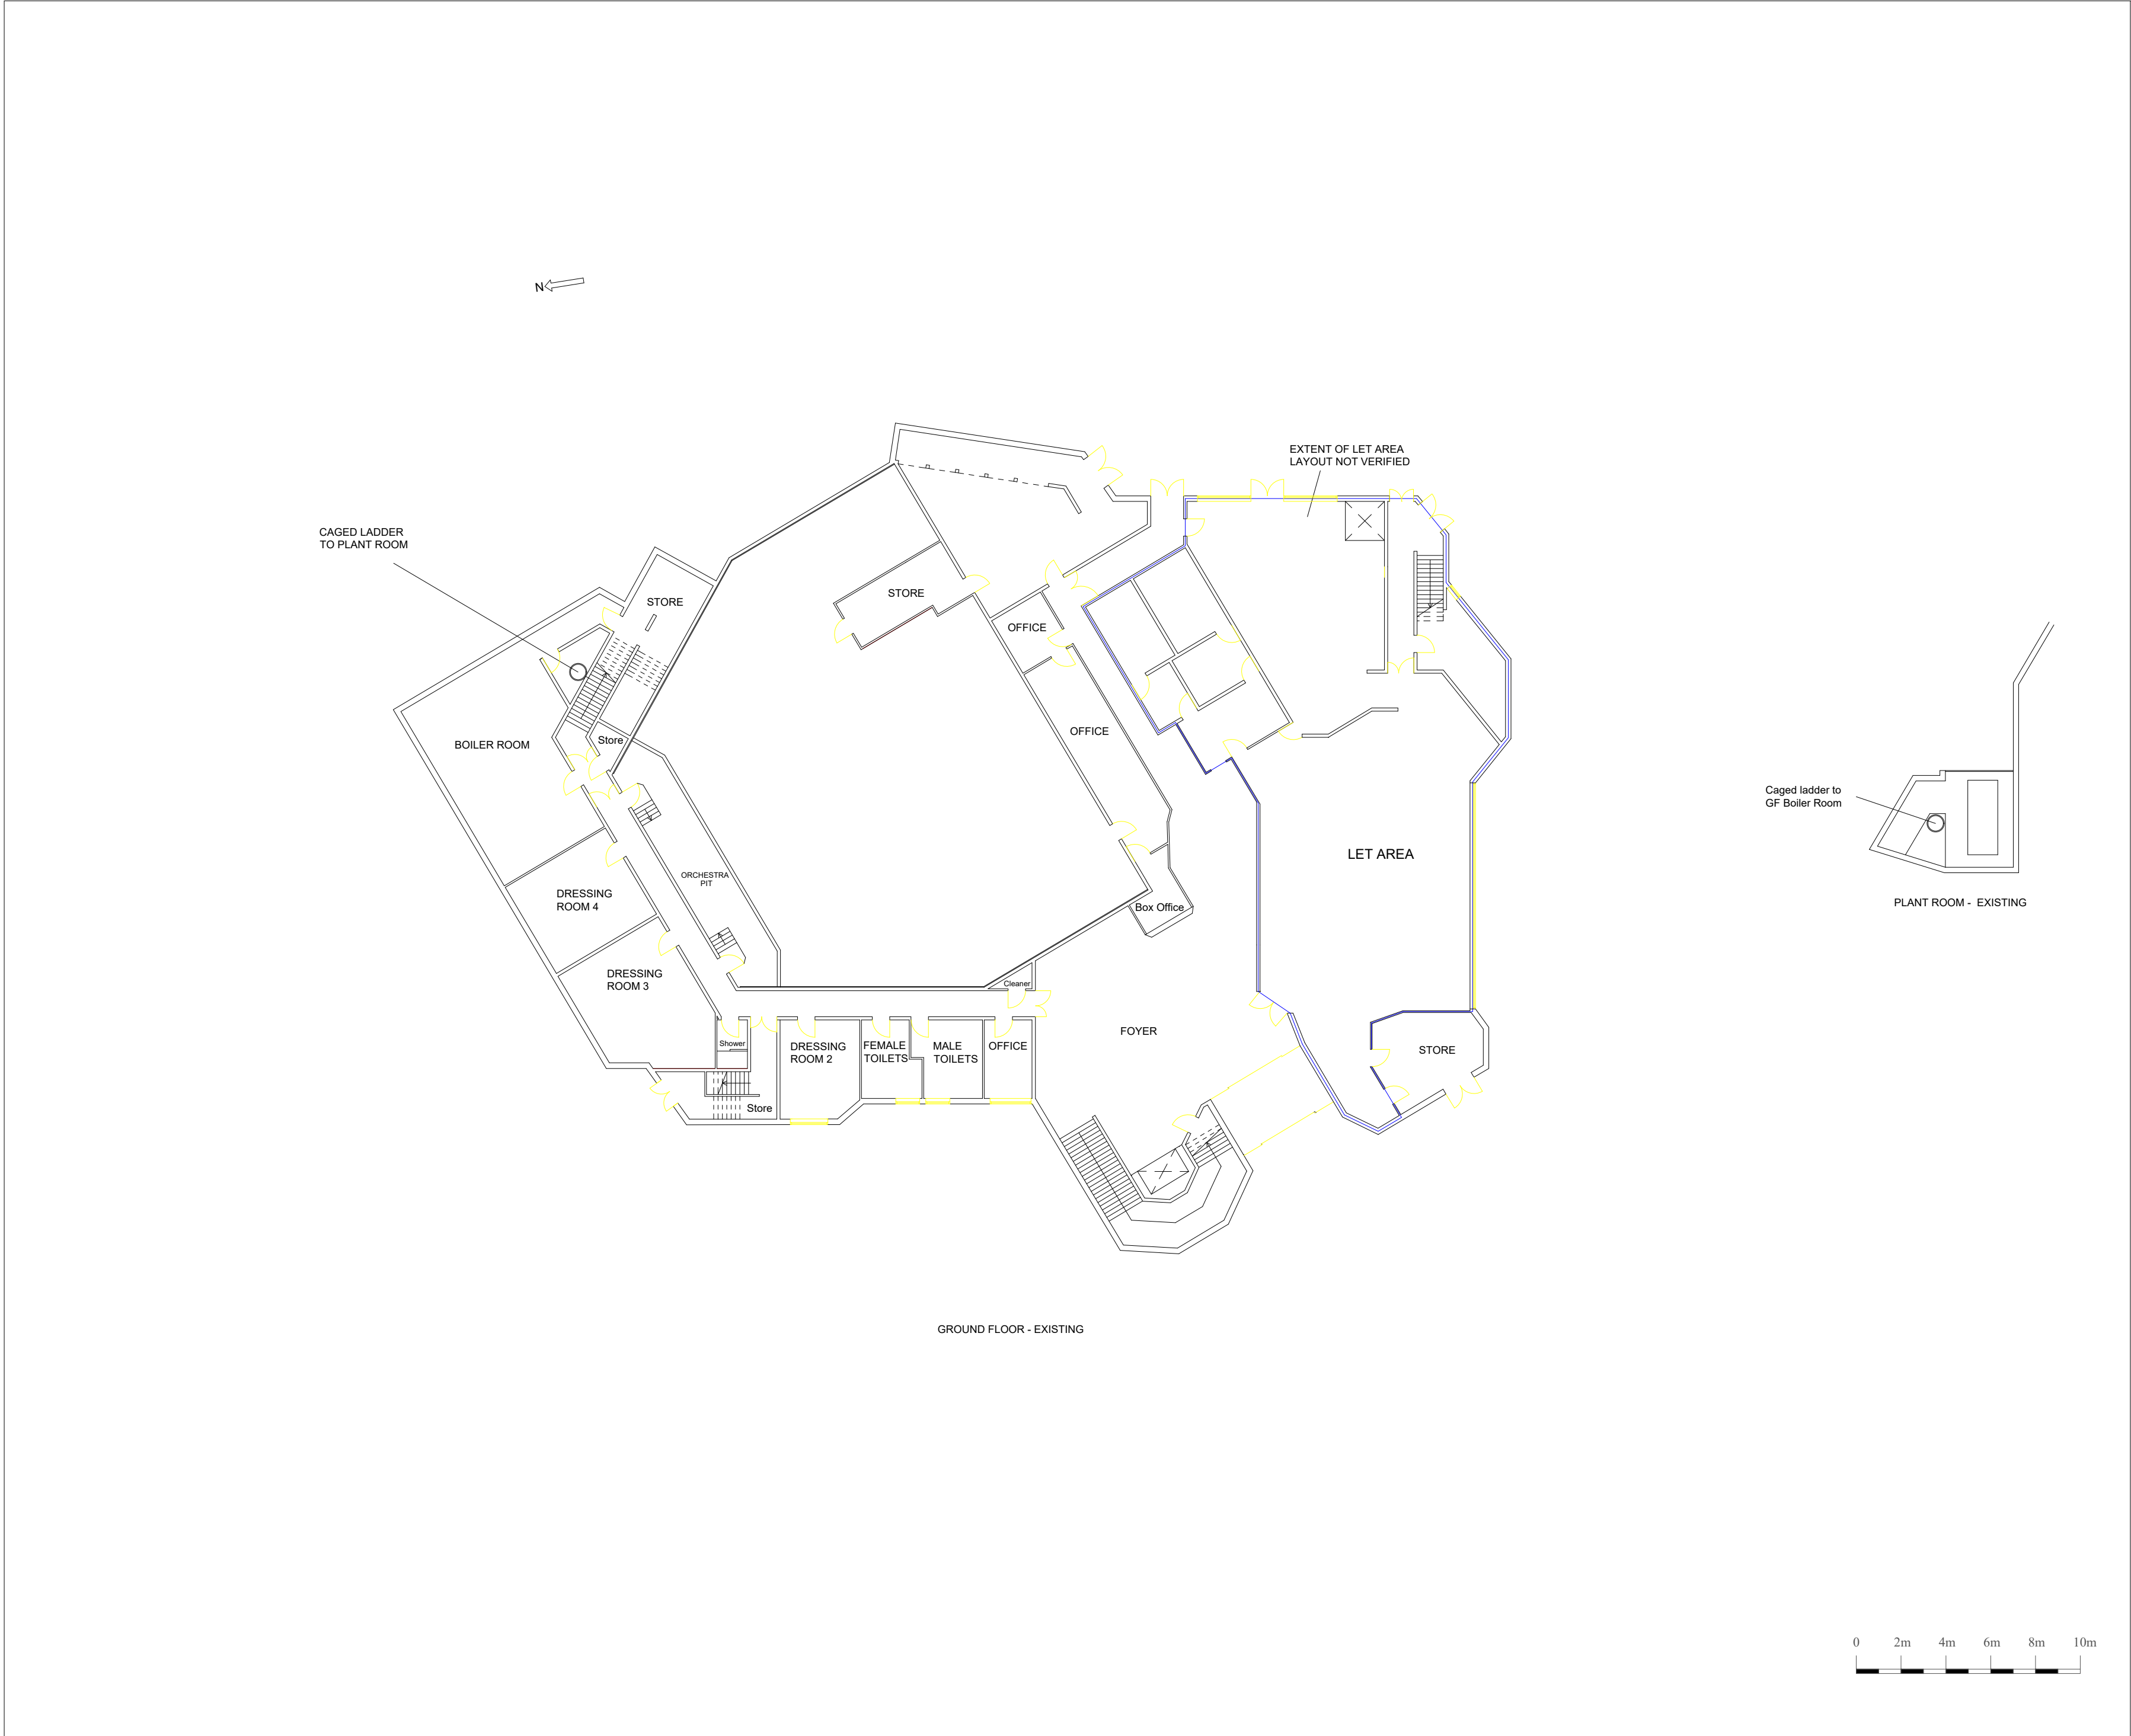 N
EXTENT OF LET AREA
LAYOUT NOT VERIFIED
CAGED LADDER
TO PLANT ROOM
STORE
STORE
OFFICE
OFFICE
Store
BOILER ROOM
Caged ladder to
GF Boiler Room
LET AREA
ORCHESTRA
PIT
DRESSING
ROOM 4
Box Office
PLANT ROOM - EXISTING
DRESSING
ROOM 3
Cleaner
FOYER
Shower
DRESSING
ROOM 2
FEMALE
TOILETS
MALE
TOILETS
OFFICE
STORE
Store
GROUND FLOOR - EXISTING
0 2m 4m 6m 8m 10m